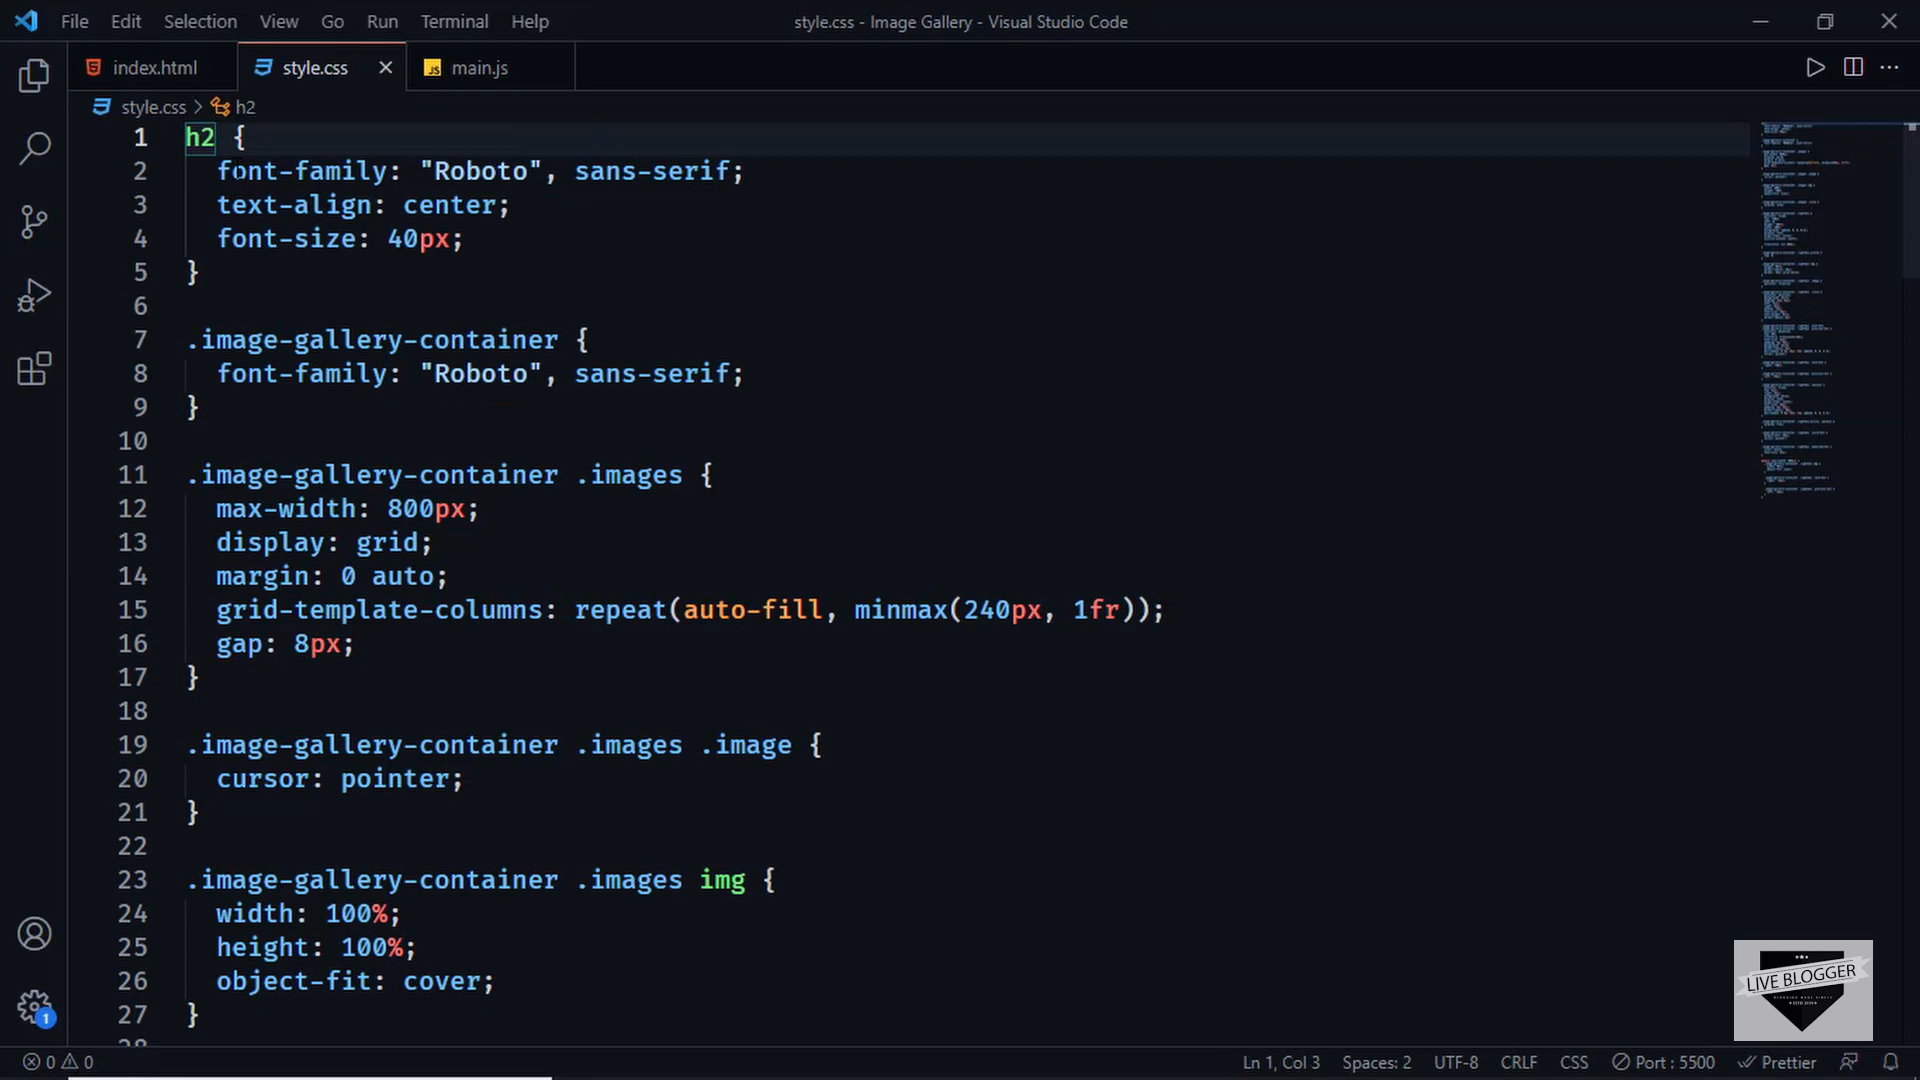 File Edit Selection View Go Run Terminal Help
style.css - Image Gallery - Visual Studio Code
index.html style.css main.js
style.css > h2
1 h2 {
2 font-family: "Roboto", sans-serif;
3 text-align: center;
4 font-size: 40px;
5 }
6
7 .image-gallery-container {
8 font-family: "Roboto", sans-serif;
9 }
10
11 .image-gallery-container .images {
12 max-width: 800px;
13 display: grid;
14 margin: 0 auto;
15 grid-template-columns: repeat(auto-fill, minmax(240px, 1fr));
16 gap: 8px;
17 }
18
19 .image-gallery-container .images .image {
20 cursor: pointer;
21 }
22
23 .image-gallery-container .images img {
24 width: 100%;
25 height: 100%;
26 object-fit: cover;
27 }
28
LIVE BLOGGER
1
0 0 Ln 1, Col 3 Spaces: 2 UTF-8 CRLF CSS Port : 5500 Prettier